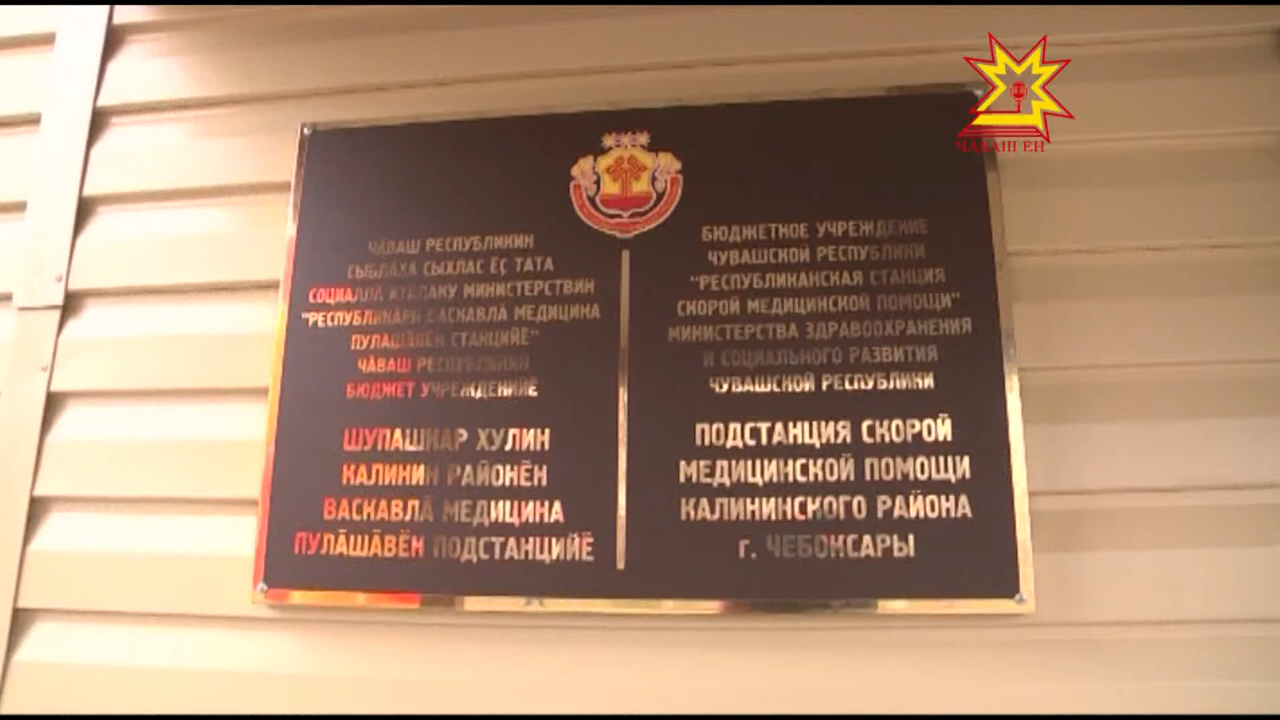 ЧӐВАШ ЕН
ЧӐВАШ РЕСПУБЛИКИН
СЫВЛӐХА СЫХЛАС ӖҪ ТАТА
СОЦИАЛЛӐ АТАЛАНУ МИНИСТЕРСТВИН
"РЕСПУБЛИКӐРИ ВАСКАВЛӐ МЕДИЦИНА
ПУЛӐШӐВӖН СТАНЦИЙӖ"
ЧӐВАШ РЕСПУБЛИКИН
БЮДЖЕТ УЧРЕЖДЕНИЙӖ
ШУПАШКАР ХУЛИН
КАЛИНИН РАЙОНӖН
ВАСКАВЛӐ МЕДИЦИНА
ПУЛӐШӐВӖН ПОДСТАНЦИЙӖ
БЮДЖЕТНОЕ УЧРЕЖДЕНИЕ
ЧУВАШСКОЙ РЕСПУБЛИКИ
"РЕСПУБЛИКАНСКАЯ СТАНЦИЯ
СКОРОЙ МЕДИЦИНСКОЙ ПОМОЩИ"
МИНИСТЕРСТВА ЗДРАВООХРАНЕНИЯ
И СОЦИАЛЬНОГО РАЗВИТИЯ
ЧУВАШСКОЙ РЕСПУБЛИКИ
ПОДСТАНЦИЯ СКОРОЙ
МЕДИЦИНСКОЙ ПОМОЩИ
КАЛИНИНСКОГО РАЙОНА
г. ЧЕБОКСАРЫ